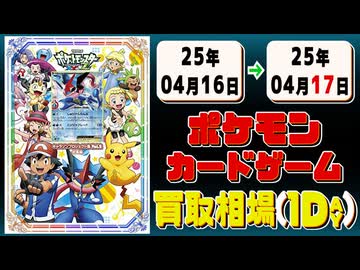 25年
04月16日
25年
04月17日
ポケモン
カードゲーム
買取相場(1D
ポケットモンスター